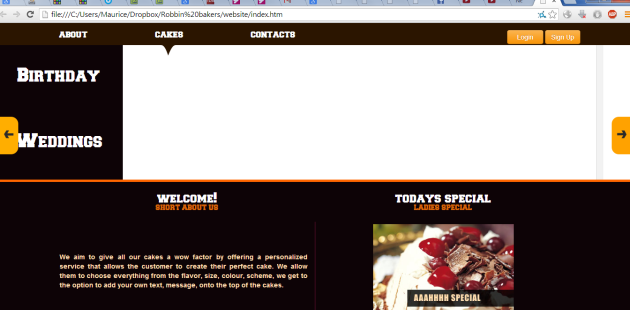 file:///C:/Users/Maurice/Dropbox/Robbin%20bakers/website/index.htm
ABOUT CAKES CONTACTS Login Sign Up
BIRTHDAY
WEDDINGS
WELCOME!
SHORT ABOUT US
TODAYS SPECIAL
LADIES SPECIAL
We aim to give all our cakes a wow factor by offering a personalized
service that allows the customer to create their perfect cake. We allow
them to choose everything from the flavor, size, colour, scheme, we get to
the option to add your own text, message, onto the top of the cakes.
AAAHHHH SPECIAL